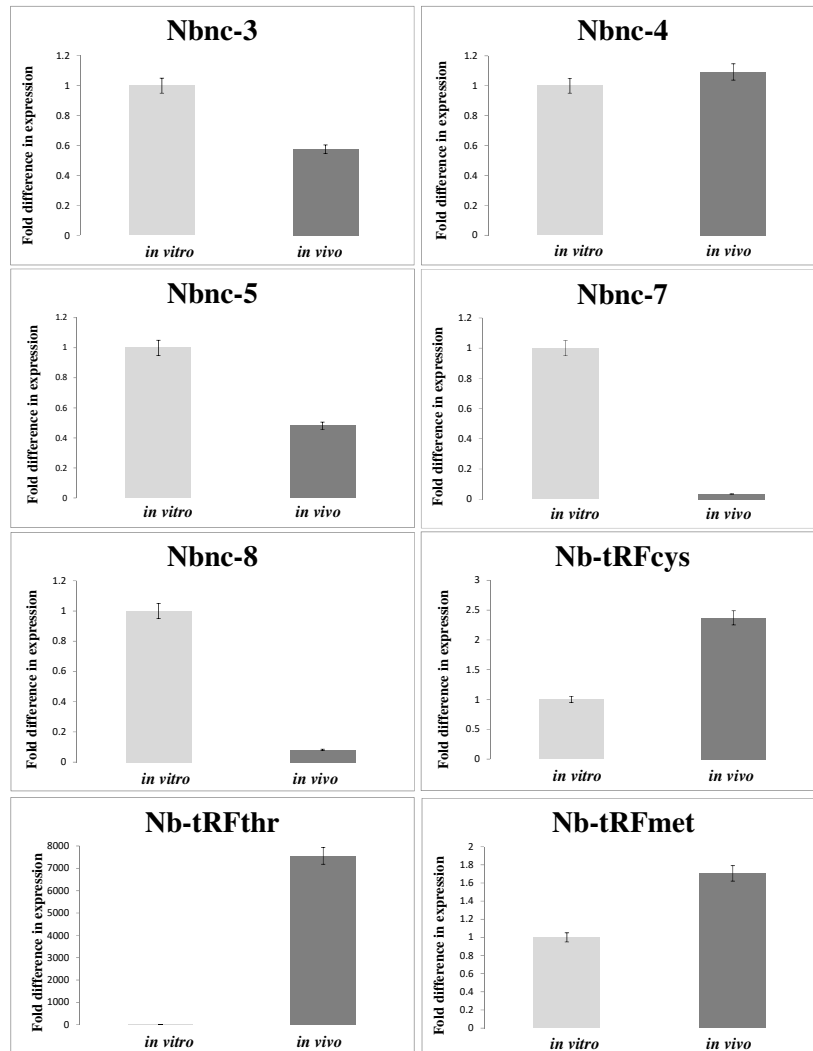 Nbnc-3
Fold difference in expression
1.2
1
0.8
0.6
0.4
0.2
0
in vitro
in vivo
Nbnc-4
Fold difference in expression
1.2
1
0.8
0.6
0.4
0.2
0
in vitro
in vivo
Nbnc-5
Fold difference in expression
1.2
1
0.8
0.6
0.4
0.2
0
in vitro
in vivo
Nbnc-7
Fold difference in expression
1.2
1
0.8
0.6
0.4
0.2
0
in vitro
in vivo
Nbnc-8
Fold difference in expression
1.2
1
0.8
0.6
0.4
0.2
0
in vitro
in vivo
Nb-tRFcys
Fold difference in expression
3
2.5
2
1.5
1
0.5
0
in vitro
in vivo
Nb-tRFthr
Fold difference in expression
8000
7000
6000
5000
4000
3000
2000
1000
0
in vitro
in vivo
Nb-tRFmet
Fold difference in expression
2
1.8
1.6
1.4
1.2
1
0.8
0.6
0.4
0.2
0
in vitro
in vivo